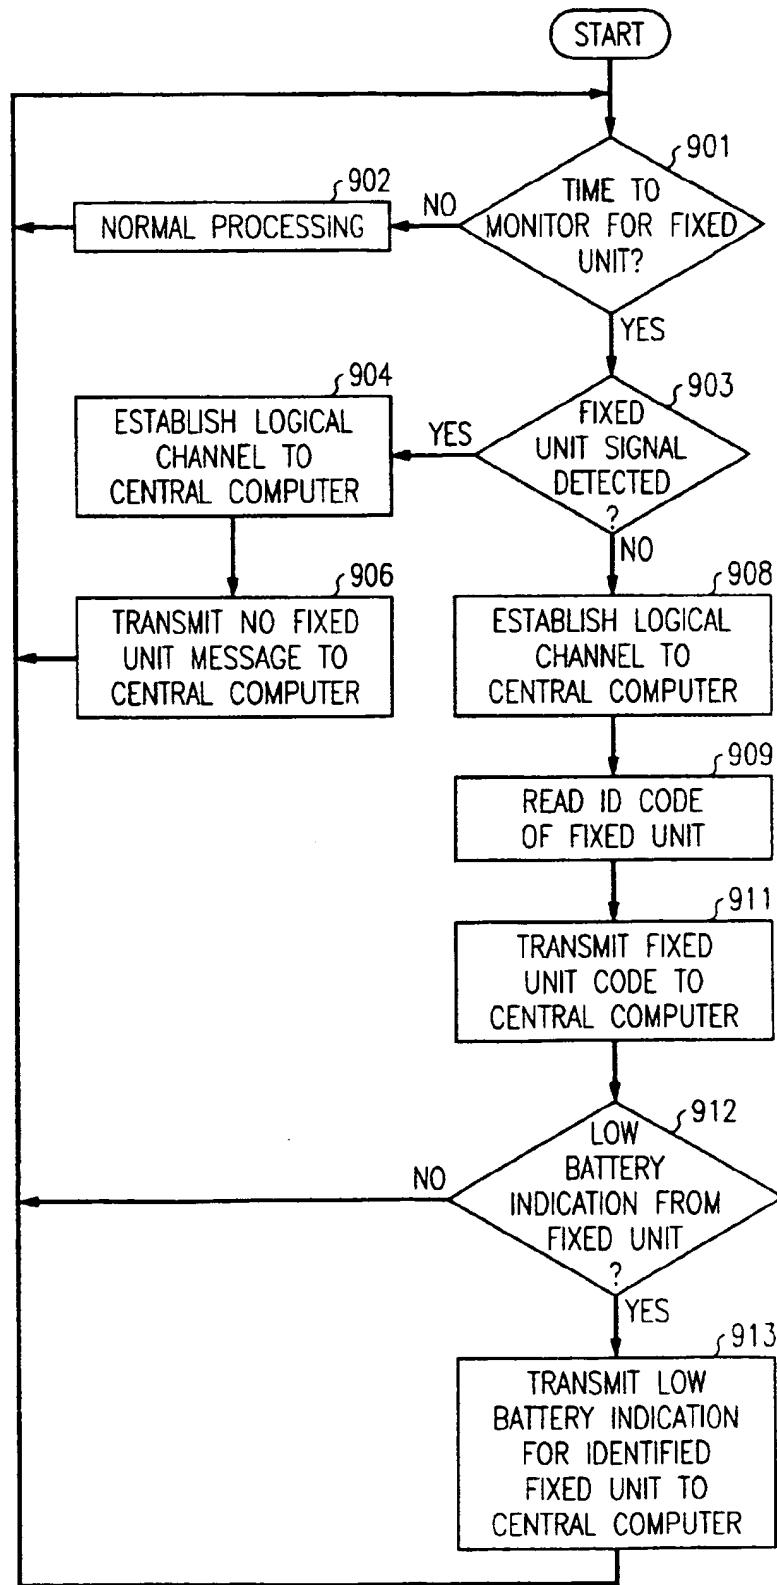 START
901
TIME TO
MONITOR FOR FIXED
UNIT?
NO
902
NORMAL PROCESSING
YES
903
FIXED
UNIT SIGNAL
DETECTED
?
YES
904
ESTABLISH LOGICAL
CHANNEL TO
CENTRAL COMPUTER
906
TRANSMIT NO FIXED
UNIT MESSAGE TO
CENTRAL COMPUTER
NO
908
ESTABLISH LOGICAL
CHANNEL TO
CENTRAL COMPUTER
909
READ ID CODE
OF FIXED UNIT
911
TRANSMIT FIXED
UNIT CODE TO
CENTRAL COMPUTER
912
LOW
BATTERY
INDICATION FROM
FIXED UNIT
?
NO
YES
913
TRANSMIT LOW
BATTERY INDICATION
FOR IDENTIFIED
FIXED UNIT TO
CENTRAL COMPUTER